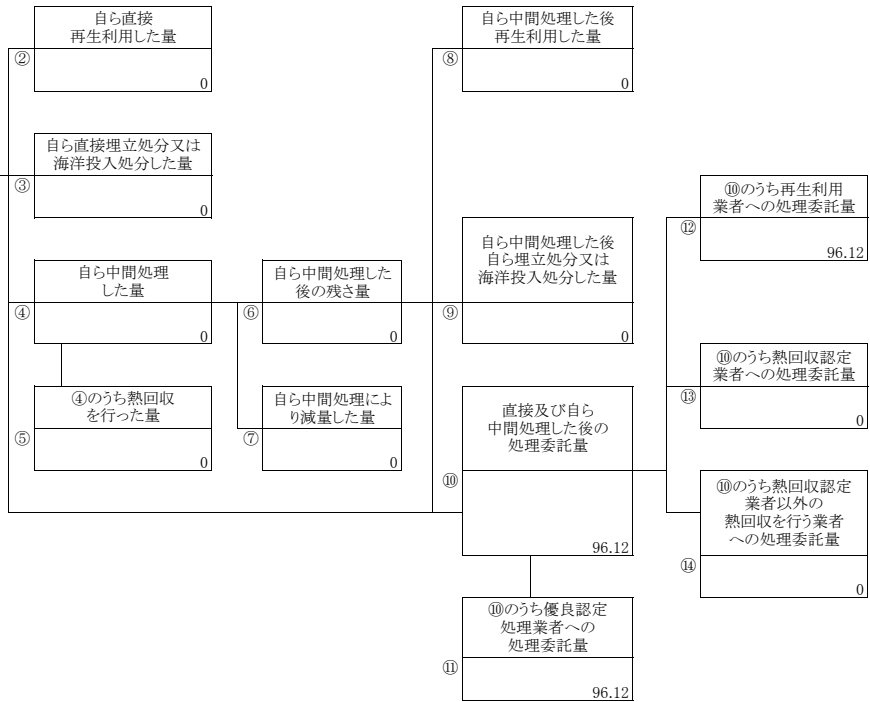 自ら直接
再生利用した量
②
0
自ら直接埋立処分又は
海洋投入処分した量
③
0
自ら中間処理
した量
④
0
④のうち熱回収
を行った量
⑤
0
自ら中間処理した
後の残さ量
⑥
0
自ら中間処理によ
り減量した量
⑦
0
自ら中間処理した後
再生利用した量
⑧
0
自ら中間処理した後
自ら埋立処分又は
海洋投入処分した量
⑨
0
直接及び自ら
中間処理した後の
処理委託量
⑩
96.12
⑩のうち優良認定
処理業者への
処理委託量
⑪
96.12
⑩のうち再生利用
業者への処理委託量
⑫
96.12
⑩のうち熱回収認定
業者への処理委託量
⑬
0
⑩のうち熱回収認定
業者以外の
熱回収を行う業者
への処理委託量
⑭
0